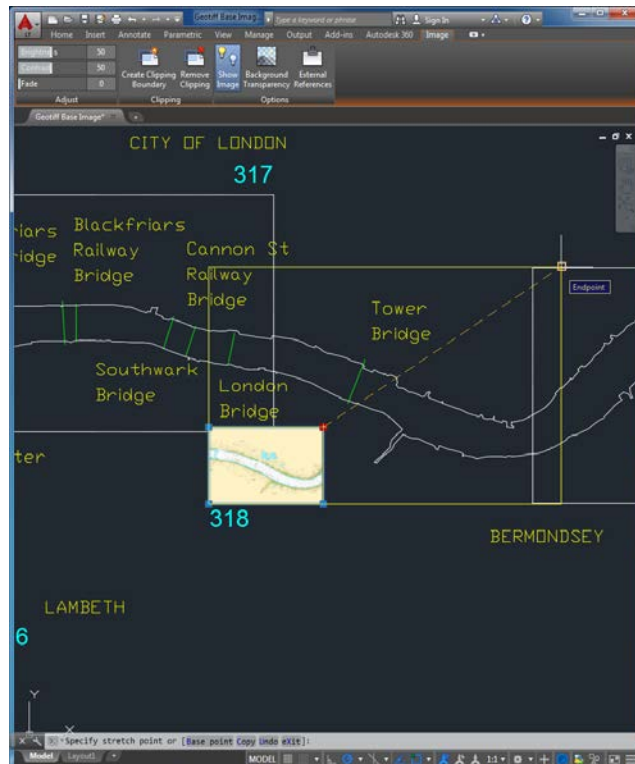 Geotiff Base Imag...
Type a keyword or phrase
Sign In
Home Insert Annotate Parametric View Manage Output Add-ins Autodesk 360 Image
Brightness 50
Contrast 50
Fade 0
Create Clipping Boundary
Remove Clipping
Show Image
Background Transparency
External References
Adjust Clipping Options
Geotiff Base Image*
CITY OF LONDON
317
riars
idge
Blackfriars
Railway
Bridge
Cannon St
Railway
Bridge
Tower
Bridge
Endpoint
Southwark
Bridge
London
Bridge
ter
318
BERMONDSEY
LAMBETH
6
Y
X
Specify stretch point or [Base point Copy Undo eXit]:
Model Layout1
MODEL 1:1